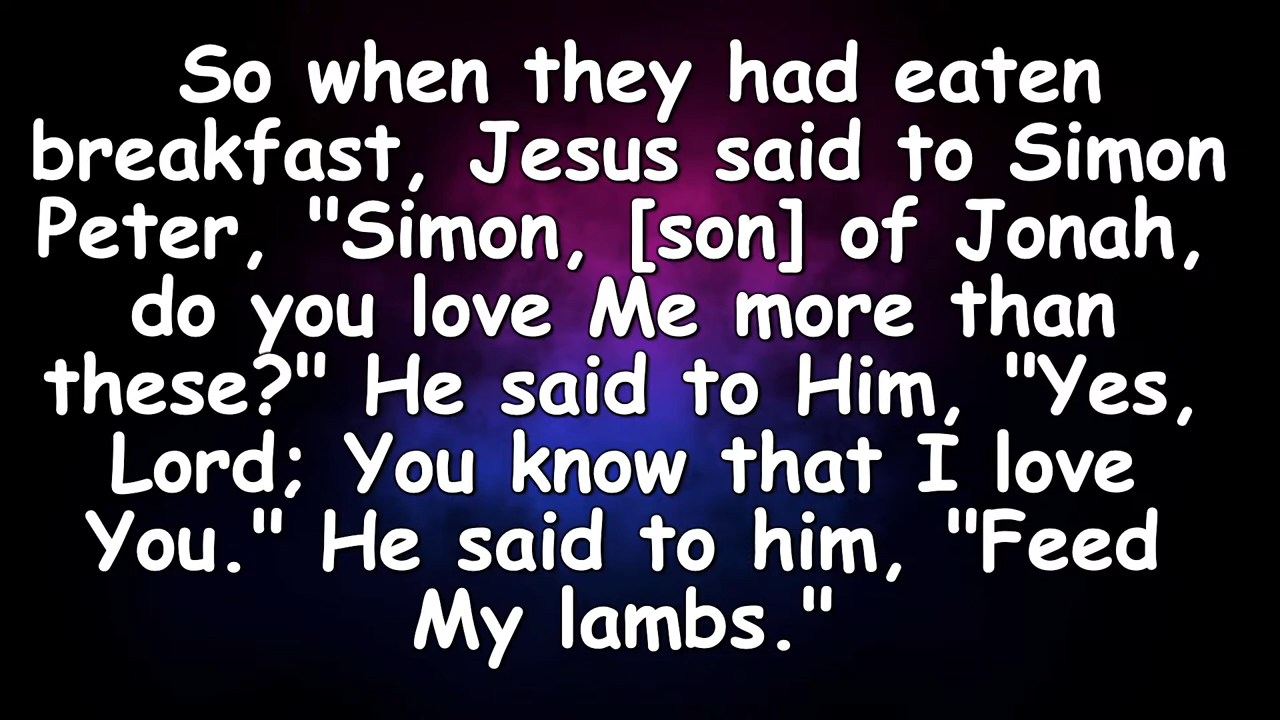 So when they had eaten
breakfast, Jesus said to Simon
Peter, "Simon, [son] of Jonah,
do you love Me more than
these?" He said to Him, "Yes,
Lord; You know that I love
You." He said to him, "Feed
My lambs."